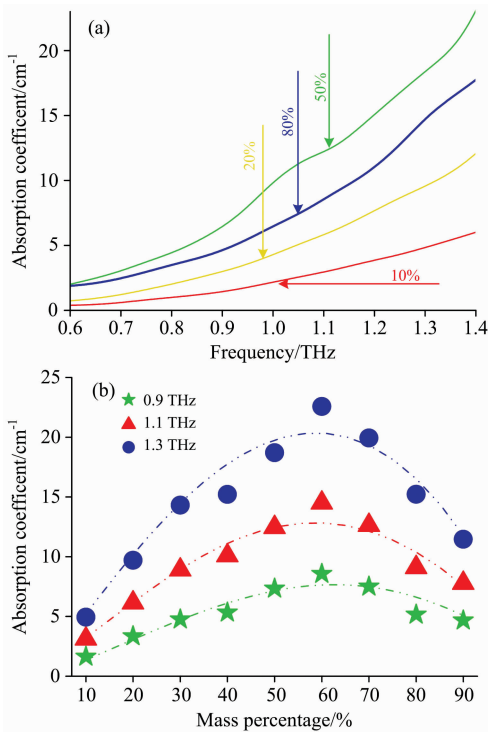 (a)
Absorption coefficent/cm-1
20
15
10
5
0
50%
80%
20%
10%
0.6 0.7 0.8 0.9 1.0 1.1 1.2 1.3 1.4
Frequency/THz
(b)
0.9 THz
1.1 THz
1.3 THz
Absorption coefficent/cm-1
25
20
15
10
5
0
10 20 30 40 50 60 70 80 90
Mass percentage/%